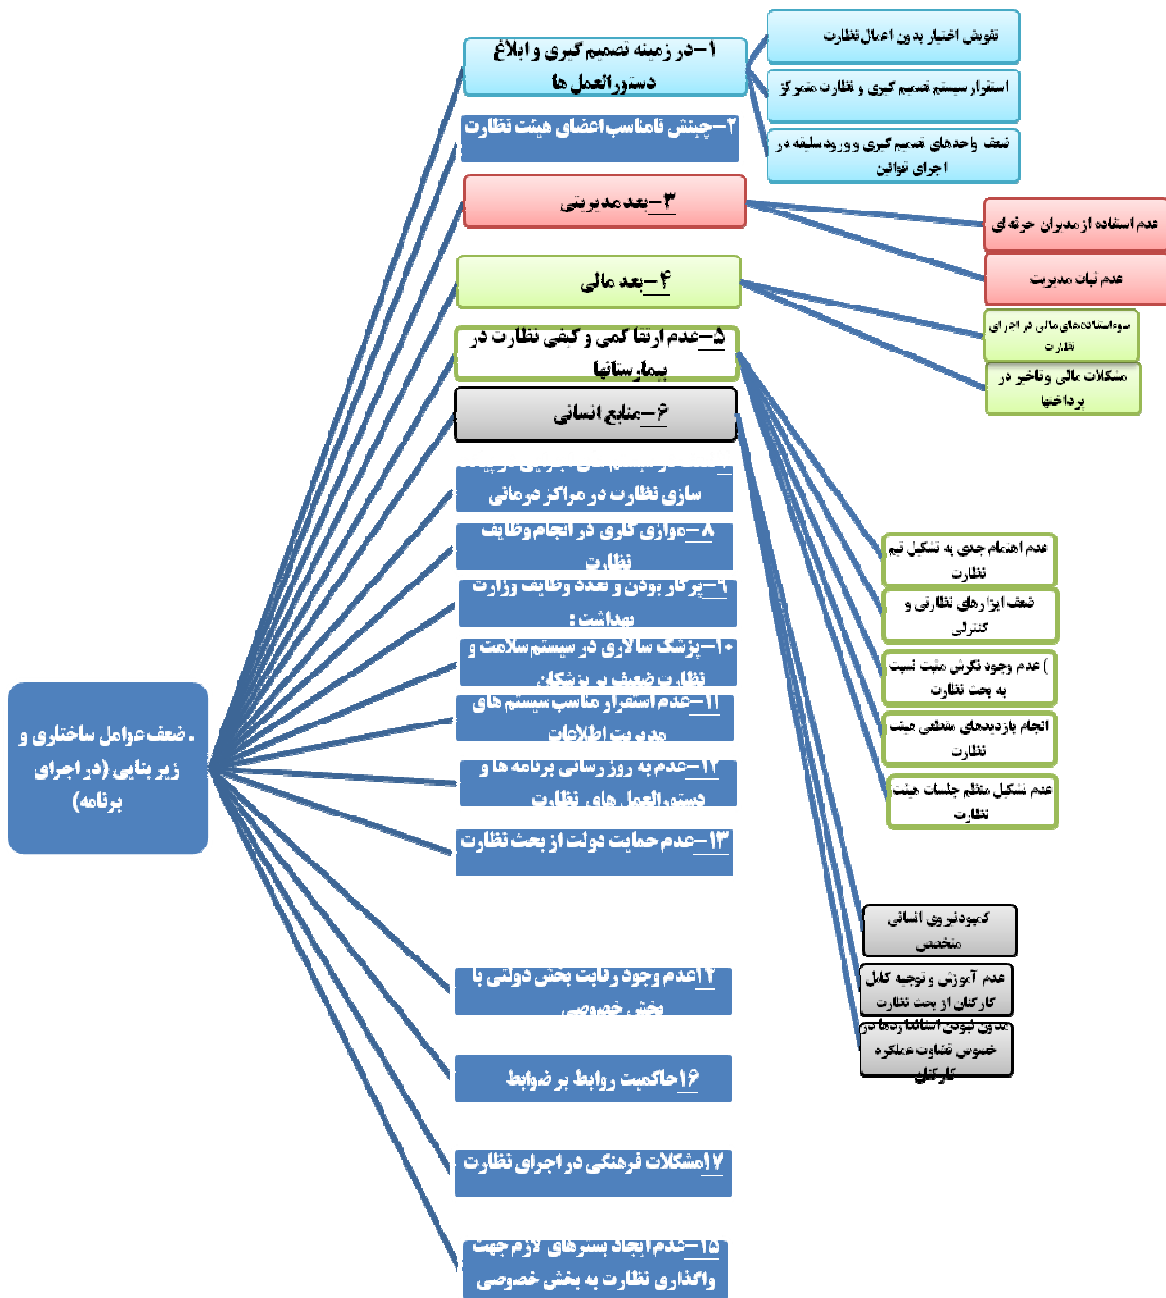 ۱–در زمینه تصمیم گیری و ابلاغ
دستورالعمل ها
تفویض اختیار بدون اعمال نظارت
استقرار سیستم تصمیم گیری و نظارت متمرکز
ضعف واحدهای تصمیم گیری و ورود سلیقه در
اجرای قوانین
۲–چینش نامناسب اعضای هیئت نظارت
۳–بعد مدیریتی
عدم استفاده از مدیران حرفه ای
عدم ثبات مدیریت
۴–بعد مالی
سوءاستفاده‌های مالی در اجرای
نظارت
مشکلات مالی وتاخیر در
پرداختها
۵–عدم ارتقا کمی و کیفی نظارت در
بیمارستانها
عدم اهتمام جدی به تشکیل تیم
نظارت
ضعف ابزارهای نظارتی و
کنترلی
) عدم وجود نگرش مثبت نسبت
به بحث نظارت
انجام بازدیدهای مقطعی هیئت
نظارت
عدم تشکیل منظم جلسات هیئت
نظارت
۶–منابع انسانی
کمبودنیروی انسانی
متخصص
عدم آموزش و توجیه کامل
کارکنان از بحث نظارت
مدون نبودن استانداردها در
خصوص قضاوت عملکرد
کارکنان
سازی نظارت در مراکز درمانی
۸–موازی کاری در انجام وظایف
نظارت
۹–پرکار بودن و تعدد وظایف وزارت
بهداشت :
۱۰–پزشک سالاری در سیستم سلامت و
نظارت ضعیف بر پزشکان
۱۱–عدم استقرار مناسب سیستم های
مدیریت اطلاعات
۱۲–عدم به روز رسانی برنامه ها و
دستورالعمل های نظارت
۱۳–عدم حمایت دولت از بحث نظارت
۱۴عدم وجود رقابت بخش دولتی با
بخش خصوصی
۱۶حاکمیت روابط بر ضوابط
۱۷مشکلات فرهنگی در اجرای نظارت
۱۵–عدم ایجاد بسترهای لازم جهت
واگذاری نظارت به بخش خصوصی
. ضعف عوامل ساختاری و
زیر بنایی (در اجرای
برنامه)